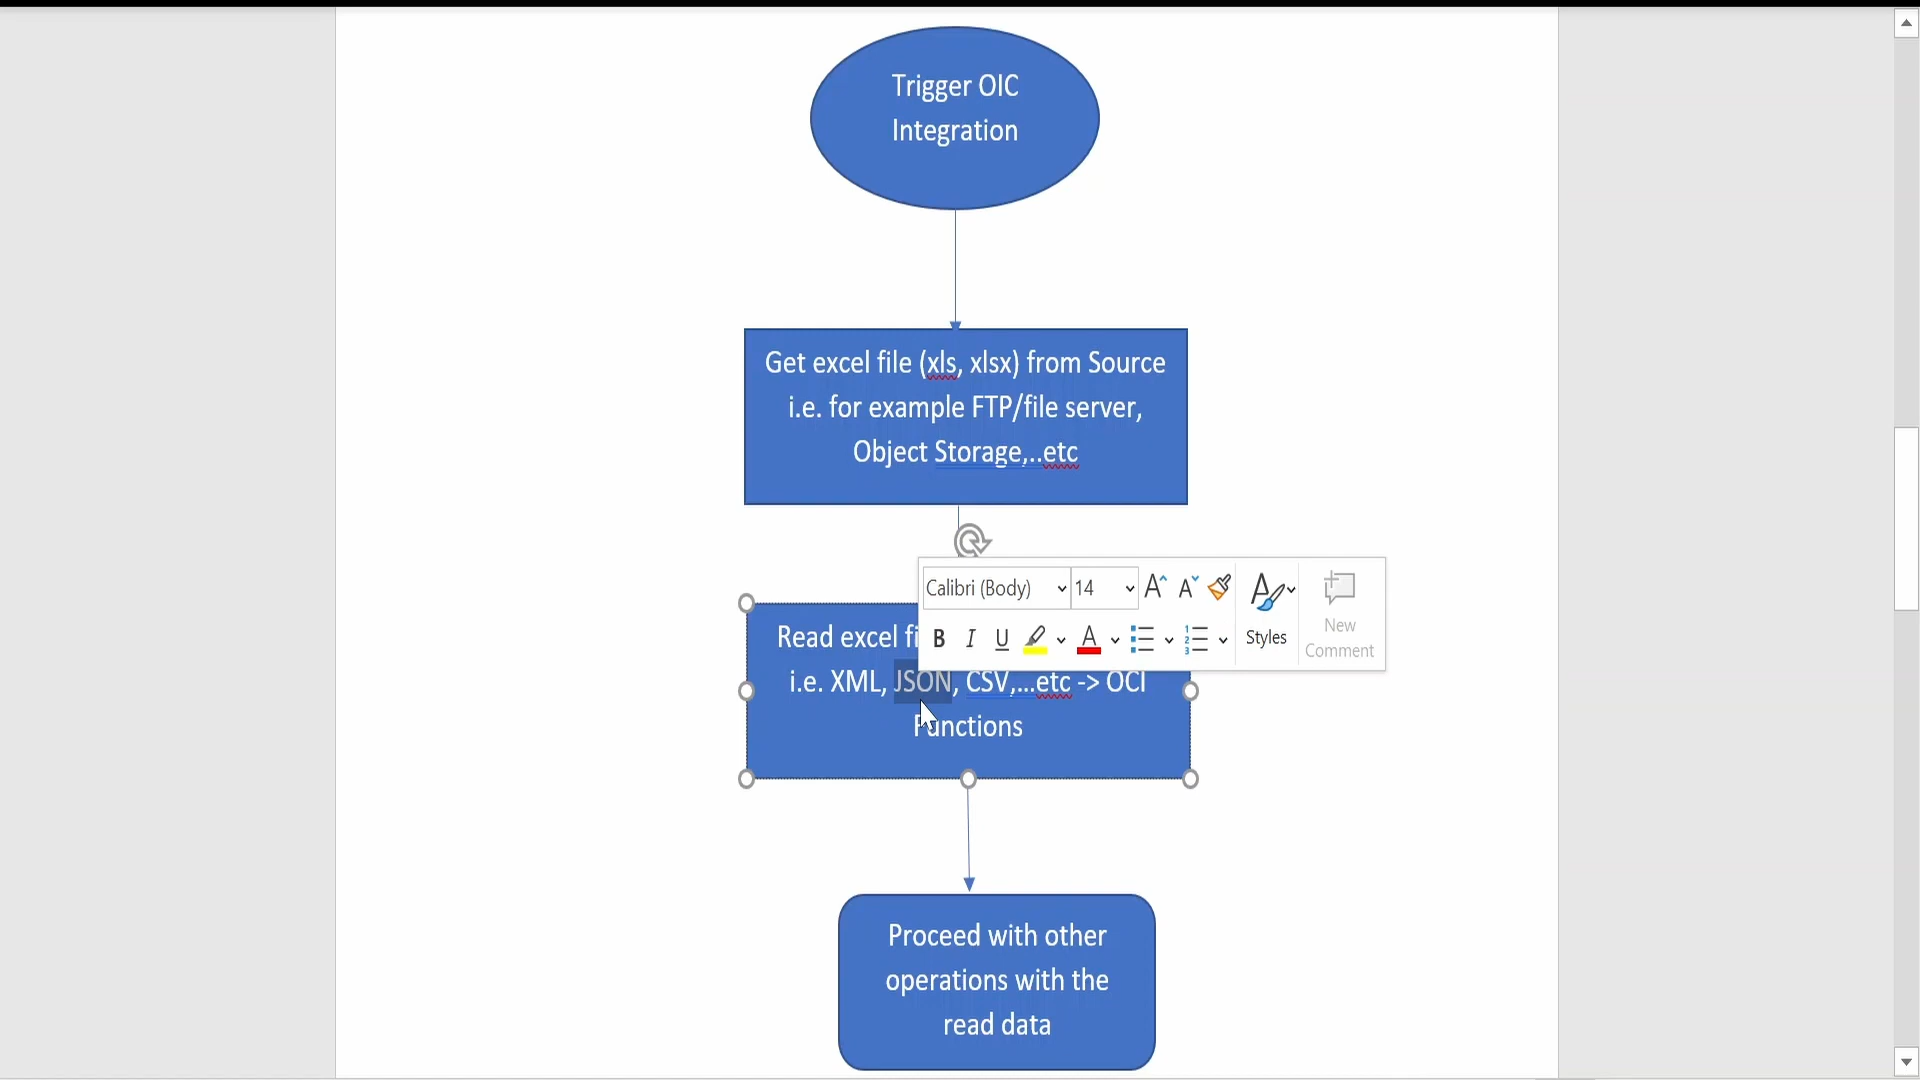 Trigger OIC
Integration
Get excel file (xls, xlsx) from Source
i.e. for example FTP/file server,
Object Storage,..etc
Calibri (Body)
14
B I U
Styles
New
Comment
Read excel
i.e. XML, JSON, CSV,...etc -> OCI
Functions
Proceed with other
operations with the
read data